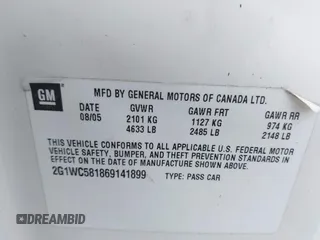 GM
MFD BY GENERAL MOTORS OF CANADA LTD.
DATE GVWR GAWR FRT GAWR RR
08/05 2101 KG 1127 KG 974 KG
4633 LB 2485 LB 2148 LB
THIS VEHICLE CONFORMS TO ALL APPLICABLE U.S. FEDERAL MOTOR
VEHICLE SAFETY, BUMPER, AND THEFT PREVENTION STANDARDS IN
EFFECT ON THE DATE OF MANUFACTURE SHOWN ABOVE.
2G1WC581869141899 TYPE: PASS CAR
DREAMBID